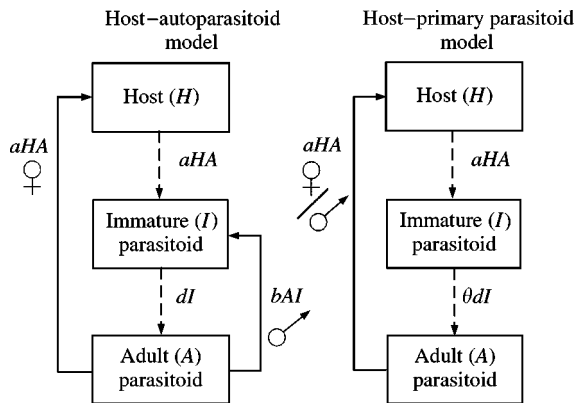 Host–autoparasitoid
model
Host (H)
aHA
♀
aHA
Immature (I)
parasitoid
dI
bAI
♂
Adult (A)
parasitoid
Host–primary parasitoid
model
Host (H)
aHA
♀/♂
aHA
Immature (I)
parasitoid
θdI
Adult (A)
parasitoid